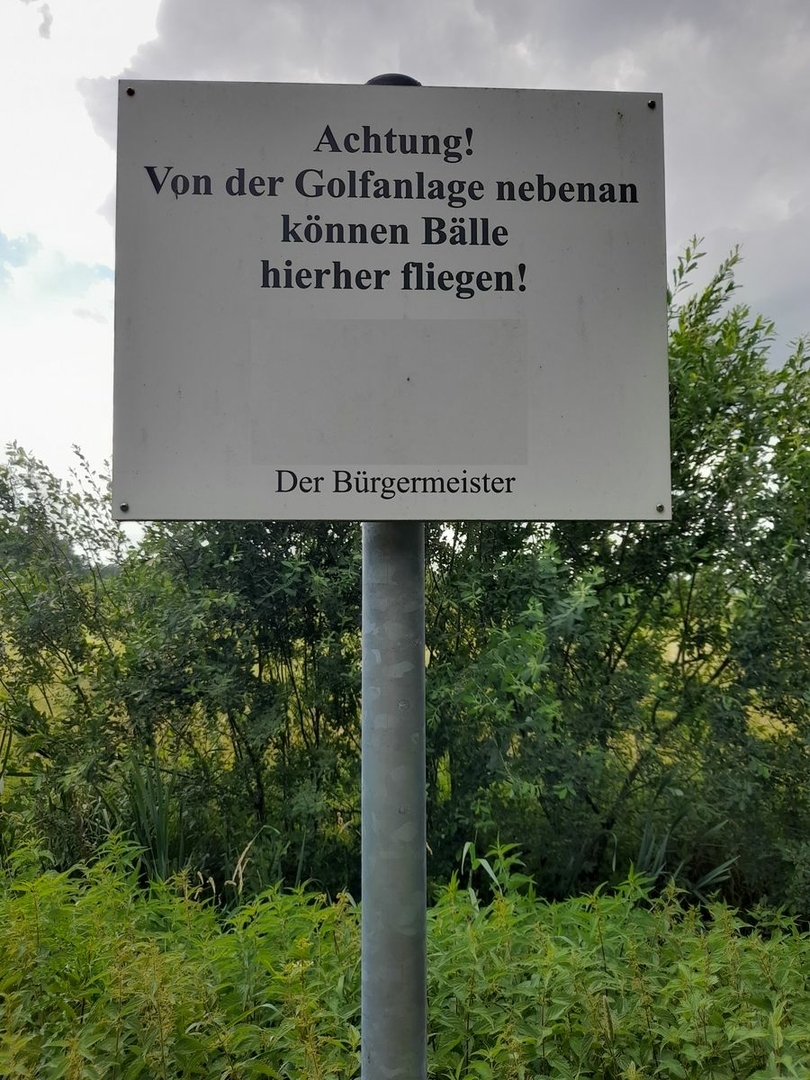 Achtung!
Von der Golfanlage nebenan
können Bälle
hierher fliegen!
Der Bürgermeister